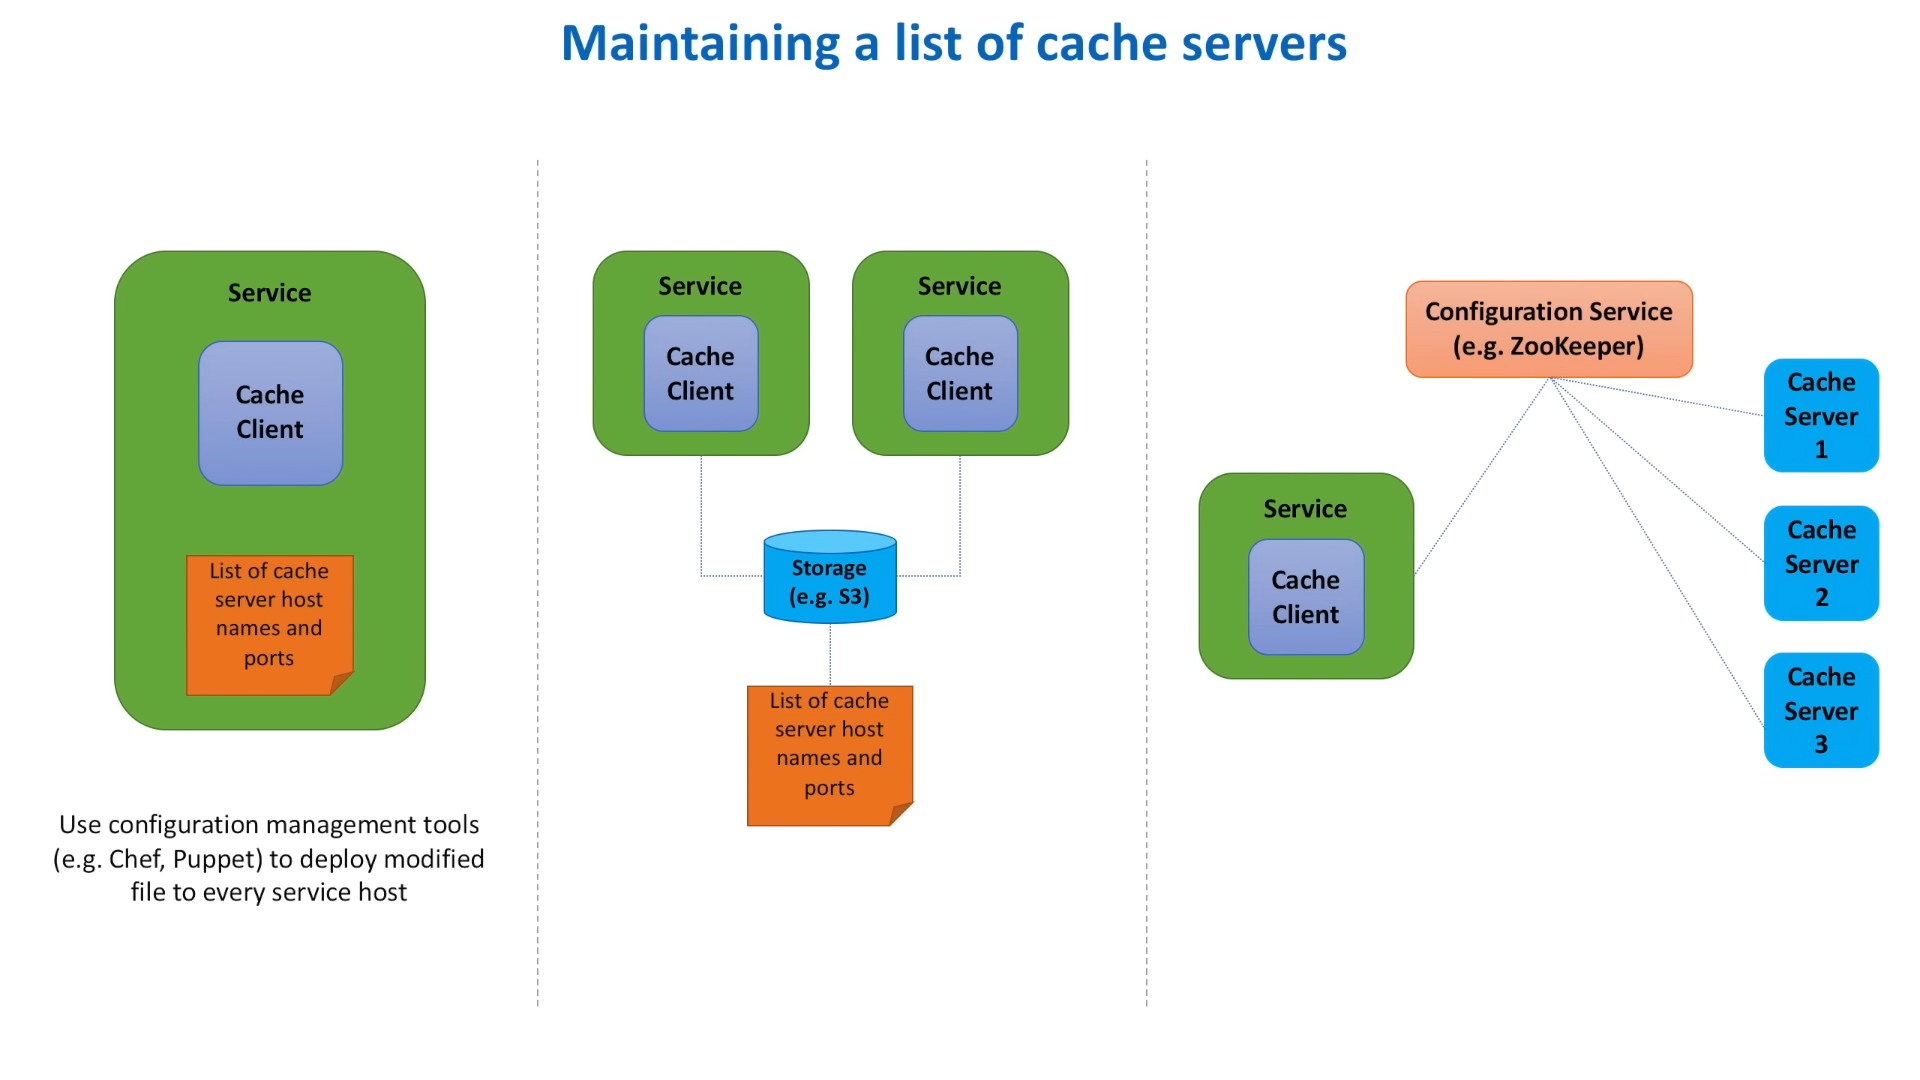 Maintaining a list of cache servers
Service
Cache
Client
List of cache
server host
names and
ports
Use configuration management tools
(e.g. Chef, Puppet) to deploy modified
file to every service host
Service
Cache
Client
Service
Cache
Client
Storage
(e.g. S3)
List of cache
server host
names and
ports
Configuration Service
(e.g. ZooKeeper)
Service
Cache
Client
Cache
Server
1
Cache
Server
2
Cache
Server
3